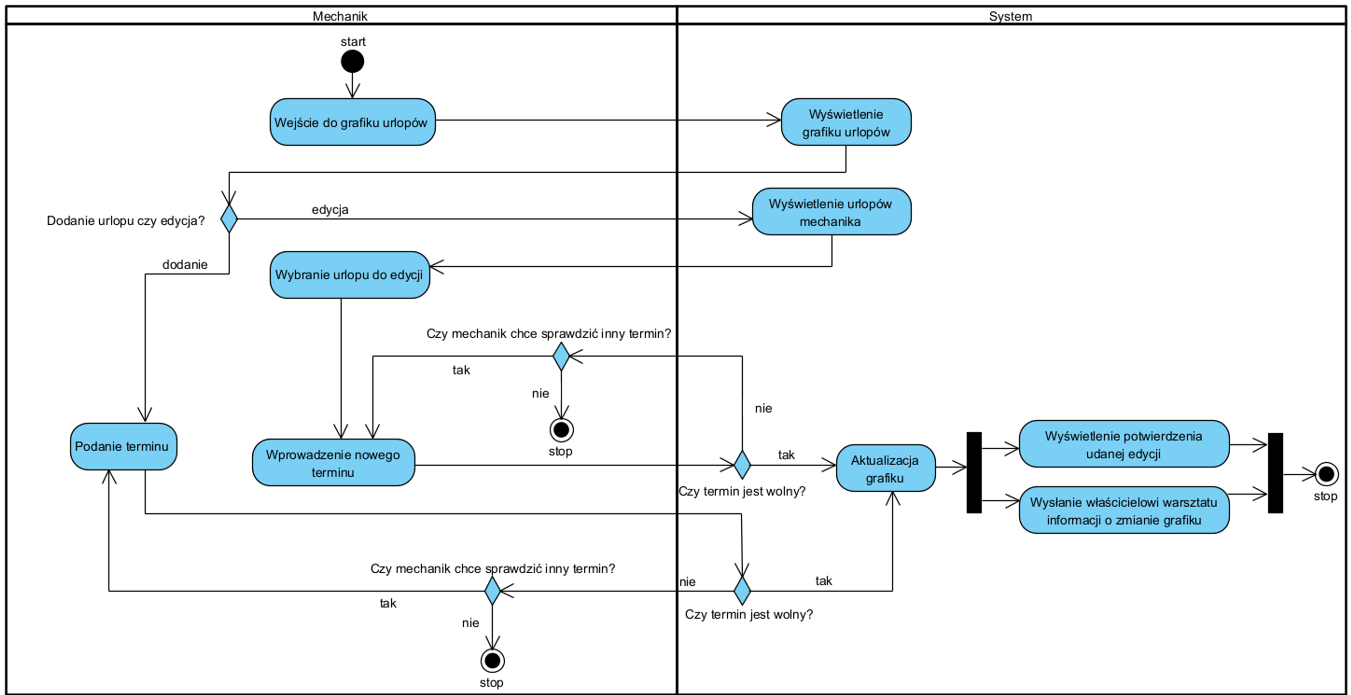 Mechanik
System
start
Wejście do grafiku urlopów
Wyświetlenie
grafiku urlopów
Dodanie urlopu czy edycja?
edycja
Wyświetlenie urlopów
mechanika
dodanie
Wybranie urlopu do edycji
Czy mechanik chce sprawdzić inny termin?
tak
nie
stop
nie
Podanie terminu
Wprowadzenie nowego
terminu
tak
Czy termin jest wolny?
Aktualizacja
grafiku
Wyświetlenie potwierdzenia
udanej edycji
Wysłanie właścicielowi warsztatu
informacji o zmianie grafiku
stop
Czy mechanik chce sprawdzić inny termin?
tak
nie
stop
nie
tak
Czy termin jest wolny?